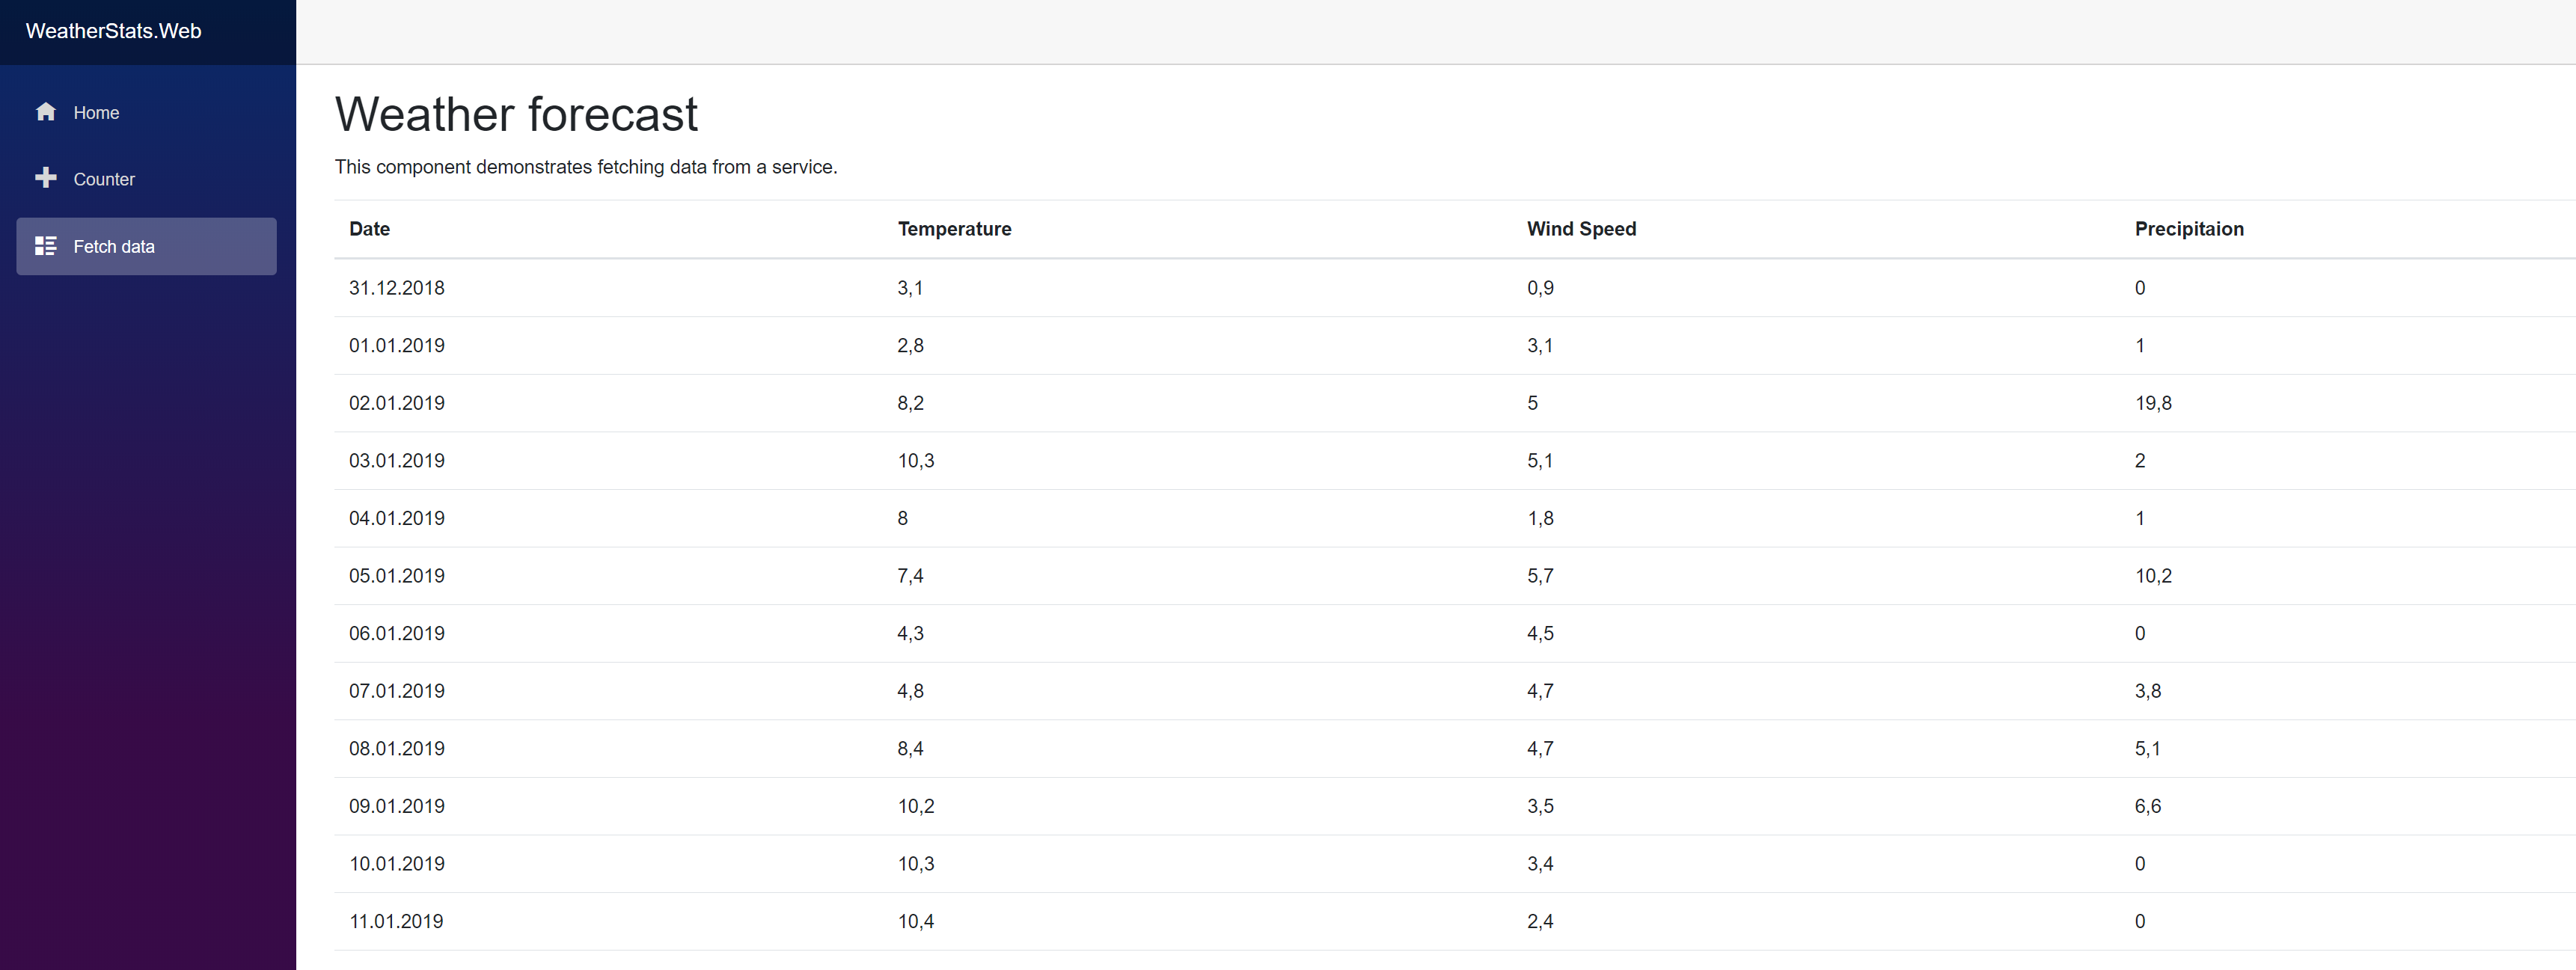 WeatherStats.Web
Home
Counter
Fetch data
Weather forecast
This component demonstrates fetching data from a service.
Date Temperature Wind Speed Precipitaion
31.12.2018 3,1 0,9 0
01.01.2019 2,8 3,1 1
02.01.2019 8,2 5 19,8
03.01.2019 10,3 5,1 2
04.01.2019 8 1,8 1
05.01.2019 7,4 5,7 10,2
06.01.2019 4,3 4,5 0
07.01.2019 4,8 4,7 3,8
08.01.2019 8,4 4,7 5,1
09.01.2019 10,2 3,5 6,6
10.01.2019 10,3 3,4 0
11.01.2019 10,4 2,4 0